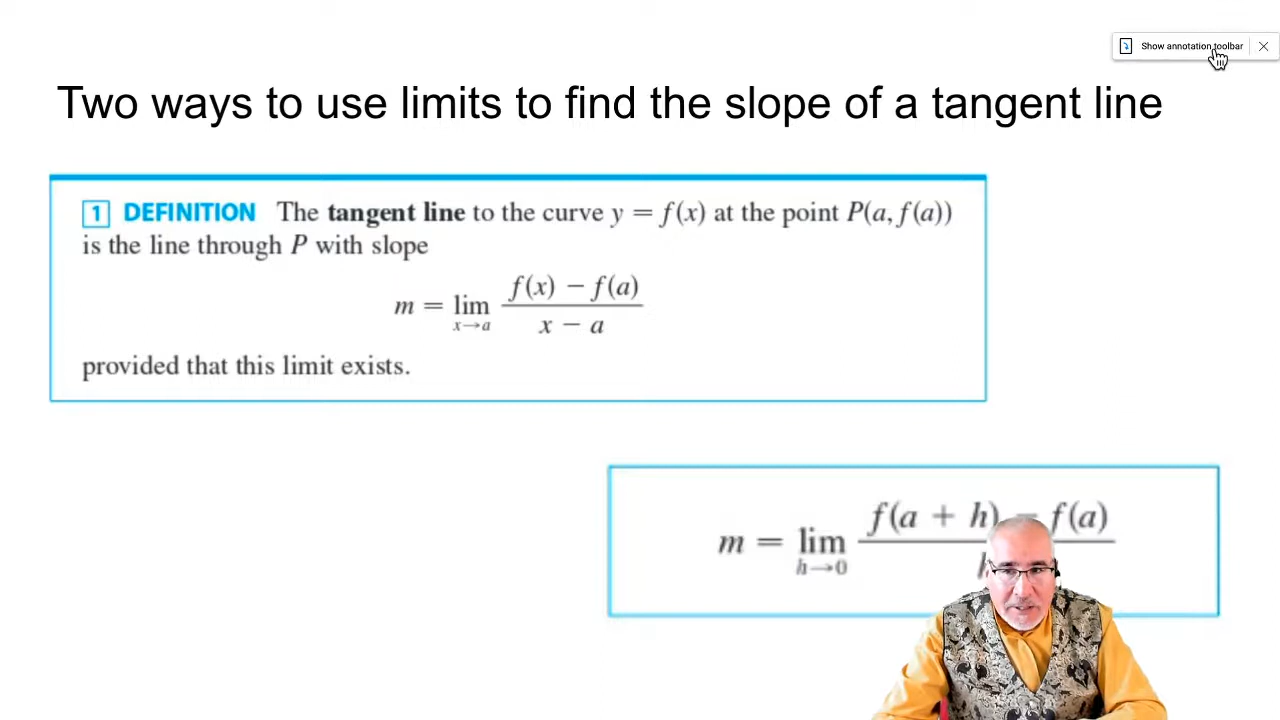 Show annotation toolbar
Two ways to use limits to find the slope of a tangent line
1 DEFINITION The tangent line to the curve y = f(x) at the point P(a, f(a))
is the line through P with slope
m = lim x→a f(x) − f(a) / x − a
provided that this limit exists.
m = lim h→0 f(a + h) − f(a) / h